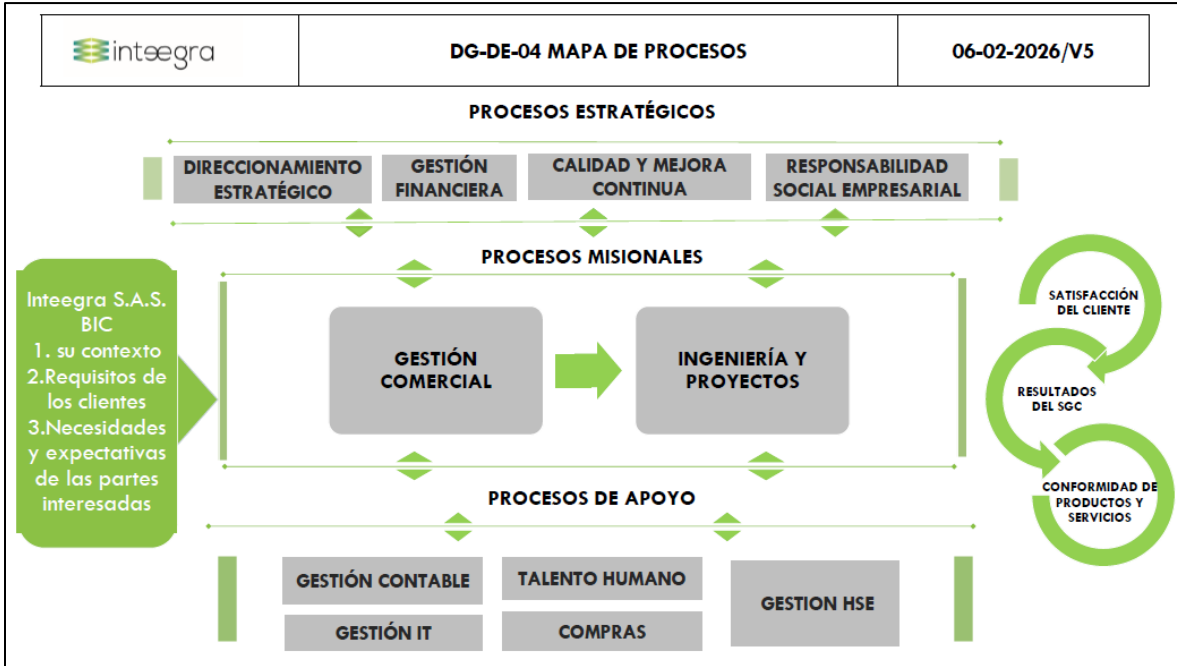 inteegra
DG-DE-04 MAPA DE PROCESOS
06-02-2026/V5
PROCESOS ESTRATÉGICOS
DIRECCIONAMIENTO
ESTRATÉGICO
GESTIÓN
FINANCIERA
CALIDAD Y MEJORA
CONTINUA
RESPONSABILIDAD
SOCIAL EMPRESARIAL
PROCESOS MISIONALES
Inteegra S.A.S.
BIC
1. su contexto
2.Requisitos de
los clientes
3.Necesidades
y expectativas
de las partes
interesadas
GESTIÓN
COMERCIAL
INGENIERÍA Y
PROYECTOS
SATISFACCIÓN
DEL CLIENTE
RESULTADOS
DEL SGC
CONFORMIDAD DE
PRODUCTOS Y
SERVICIOS
PROCESOS DE APOYO
GESTIÓN CONTABLE
TALENTO HUMANO
GESTION HSE
GESTIÓN IT
COMPRAS